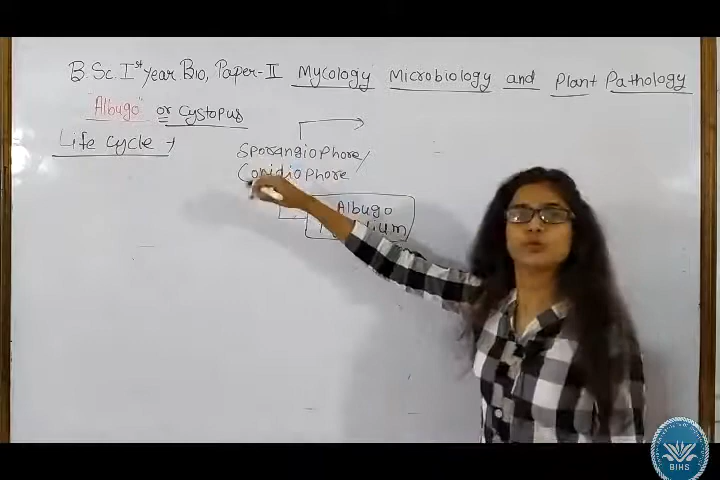 B.Sc. Ist year Bio, Paper-II Mycology Microbiology and Plant Pathology
"Albugo" or Cystopus
Life Cycle →
Sporangiophore/
Conidiophore
Albugo
BIHS